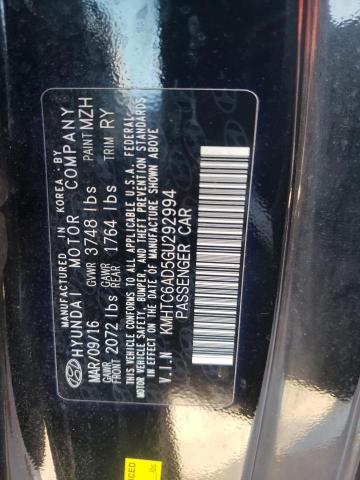 MANUFACTURED IN KOREA BY
HYUNDAI MOTOR COMPANY
MAR/09/16 GVWR 3748 lbs PAINT MZH
GAWR FRONT 2072 lbs GAWR REAR 1764 lbs TRIM RY
THIS VEHICLE CONFORMS TO ALL APPLICABLE U.S.A. FEDERAL
MOTOR VEHICLE SAFETY, BUMPER, AND THEFT PREVENTION STANDARDS
IN EFFECT ON THE DATE OF MANUFACTURE SHOWN ABOVE
V.I.N KMHTC6AD5GU292994
PASSENGER CAR